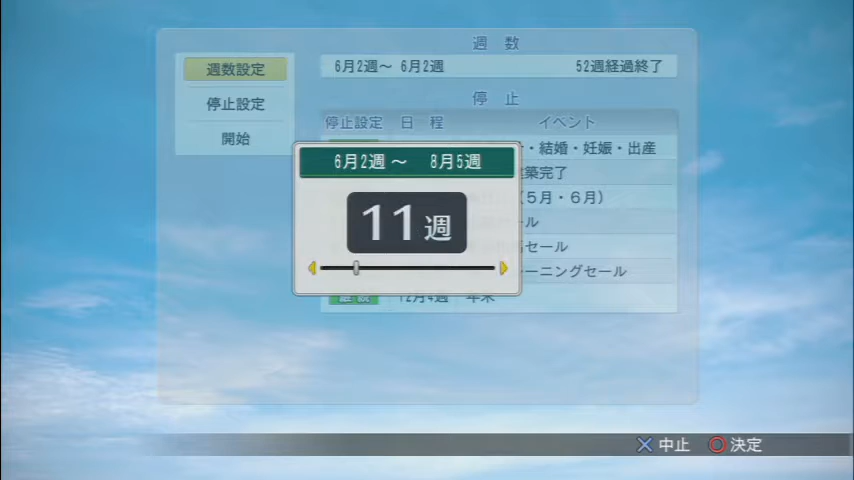 週数
週数設定
6月2週～ 6月2週 52週経過終了
停止設定
停止
開始
停止設定 日程 イベント
・結婚・妊娠・出産
6月2週 ～ 8月5週
築完了
(5月・6月)
11週
ール
セール
ーニングセール
継続 12月4週 年末
中止 決定